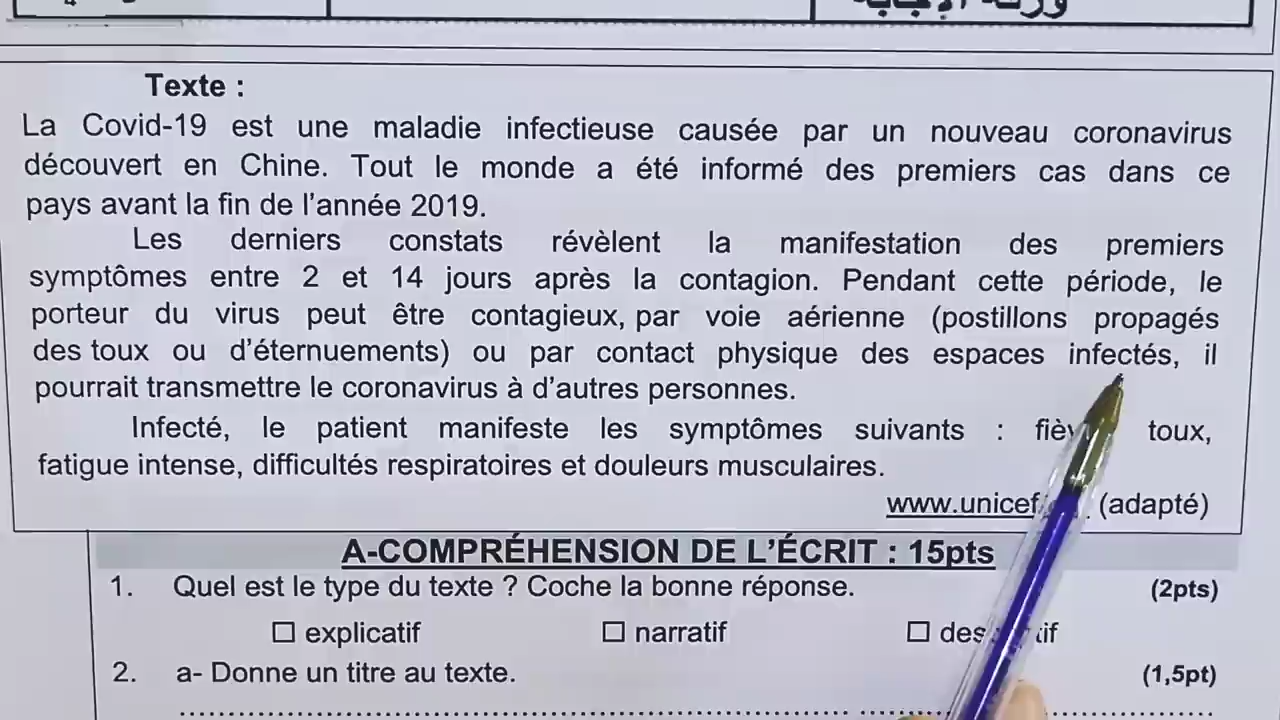 Texte :
La Covid-19 est une maladie infectieuse causée par un nouveau coronavirus
découvert en Chine. Tout le monde a été informé des premiers cas dans ce
pays avant la fin de l'année 2019.
Les derniers constats révèlent la manifestation des premiers
symptômes entre 2 et 14 jours après la contagion. Pendant cette période, le
porteur du virus peut être contagieux, par voie aérienne (postillons propagés
des toux ou d'éternuements) ou par contact physique des espaces infectés, il
pourrait transmettre le coronavirus à d'autres personnes.
Infecté, le patient manifeste les symptômes suivants : toux,
fatigue intense, difficultés respiratoires et douleurs musculaires.
(adapté)
A-COMPRÉHENSION DE L'ÉCRIT : 15pts
1. Quel est le type du texte ? Coche la bonne réponse. (2pts)
☐ explicatif ☐ narratif ☐
2. a- Donne un titre au texte. (1,5pt)